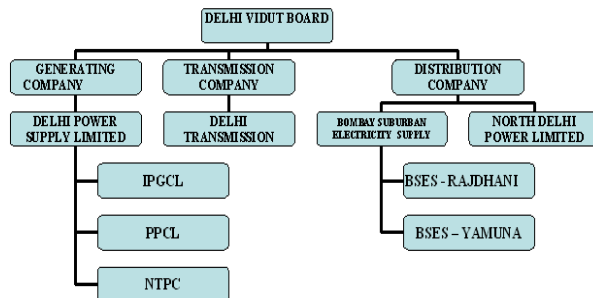 DELHI VIDUT BOARD
GENERATING
COMPANY
TRANSMISSION
COMPANY
DISTRIBUTION
COMPANY
DELHI POWER
SUPPLY LIMITED
DELHI
TRANSMISSION
BOMBAY SUBURBAN
ELECTRICITY SUPPLY
NORTH DELHI
POWER LIMITED
IPGCL
BSES - RAJDHANI
PPCL
BSES – YAMUNA
NTPC